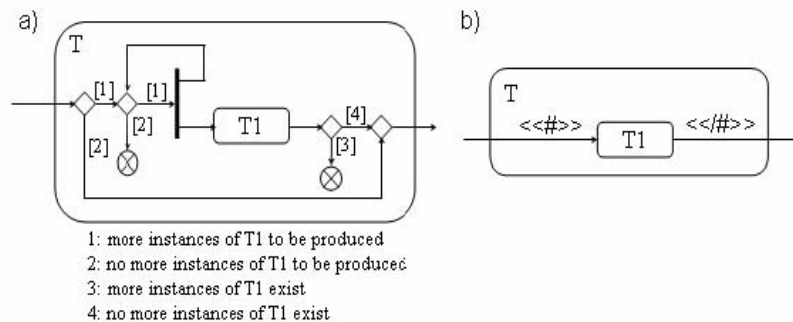 a)
T
[1]
[1]
[2]
[2]
T1
[4]
[3]
1: more instances of T1 to be produced
2: no more instances of T1 to be produced
3: more instances of T1 exist
4: no more instances of T1 exist
b)
T
<<#>>
T1
<</#>>